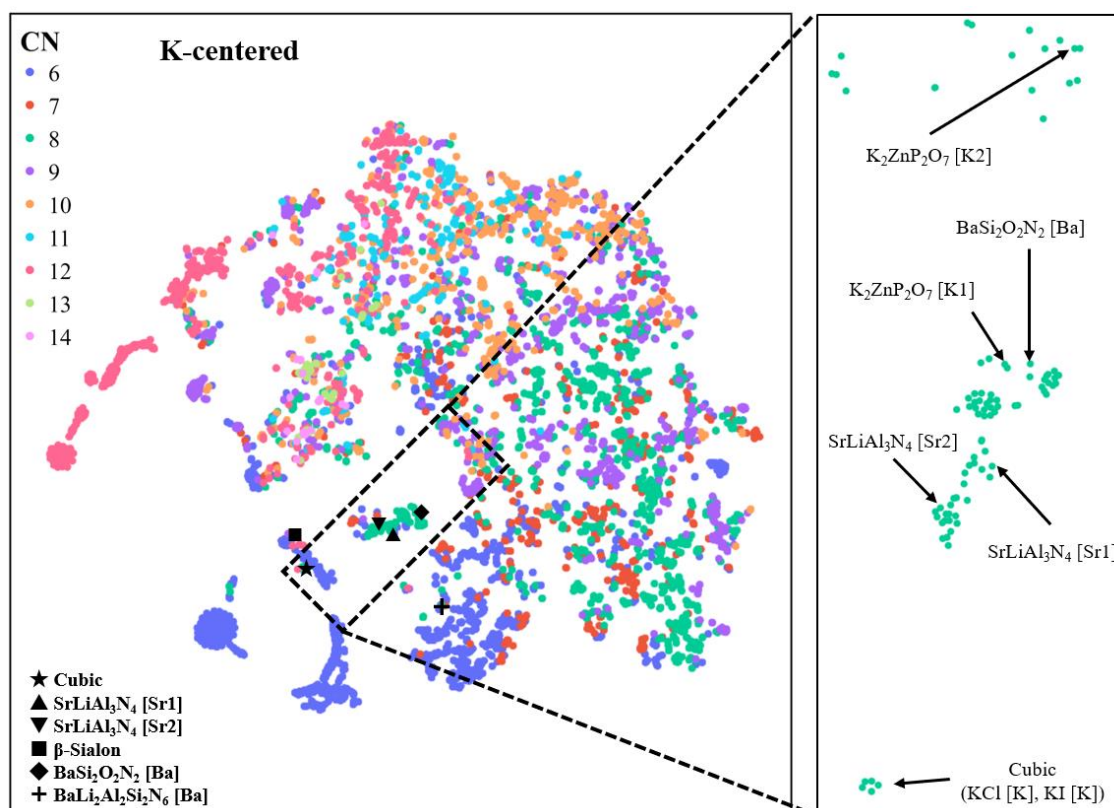 CN
6
7
8
9
10
11
12
13
14
K-centered
★ Cubic
▲ SrLiAl₃N₄ [Sr1]
▼ SrLiAl₃N₄ [Sr2]
■ β-Sialon
◆ BaSi₂O₂N₂ [Ba]
+ BaLi₂Al₂Si₂N₆ [Ba]
K₂ZnP₂O₇ [K2]
BaSi₂O₂N₂ [Ba]
K₂ZnP₂O₇ [K1]
SrLiAl₃N₄ [Sr2]
SrLiAl₃N₄ [Sr1]
Cubic
(KCl [K], KI [K])